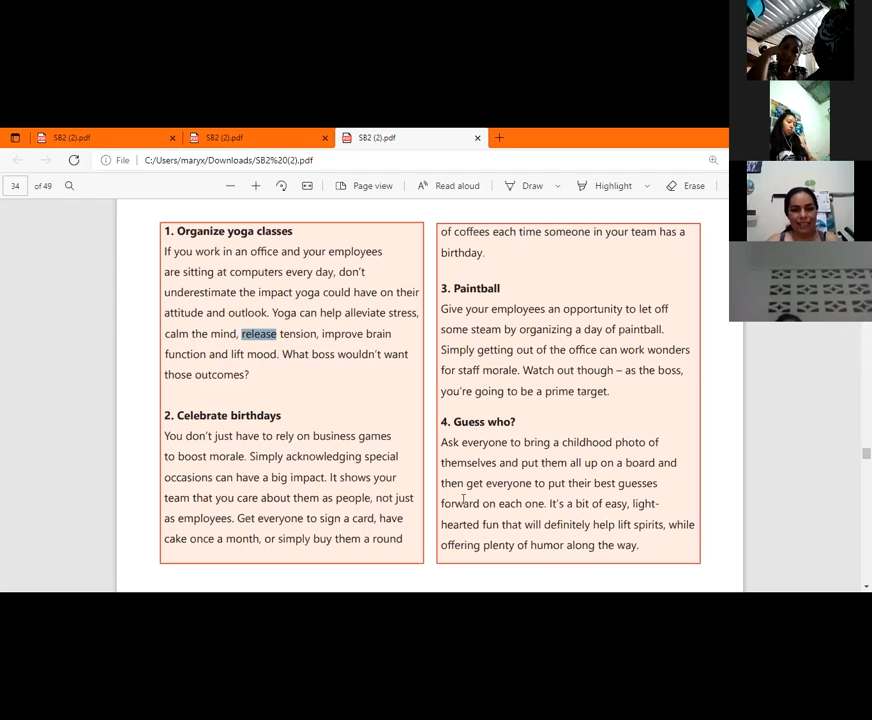 SB2 (2).pdf
SB2 (2).pdf
SB2 (2).pdf
File
C:/Users/maryx/Downloads/SB2%20(2).pdf
34
of 49
Page view
Read aloud
Draw
Highlight
Erase
1. Organize yoga classes
If you work in an office and your employees
are sitting at computers every day, don't
underestimate the impact yoga could have on their
attitude and outlook. Yoga can help alleviate stress,
calm the mind, release tension, improve brain
function and lift mood. What boss wouldn't want
those outcomes?
2. Celebrate birthdays
You don't just have to rely on business games
to boost morale. Simply acknowledging special
occasions can have a big impact. It shows your
team that you care about them as people, not just
as employees. Get everyone to sign a card, have
cake once a month, or simply buy them a round
of coffees each time someone in your team has a
birthday.
3. Paintball
Give your employees an opportunity to let off
some steam by organizing a day of paintball.
Simply getting out of the office can work wonders
for staff morale. Watch out though – as the boss,
you're going to be a prime target.
4. Guess who?
Ask everyone to bring a childhood photo of
themselves and put them all up on a board and
then get everyone to put their best guesses
forward on each one. It's a bit of easy, light-
hearted fun that will definitely help lift spirits, while
offering plenty of humor along the way.